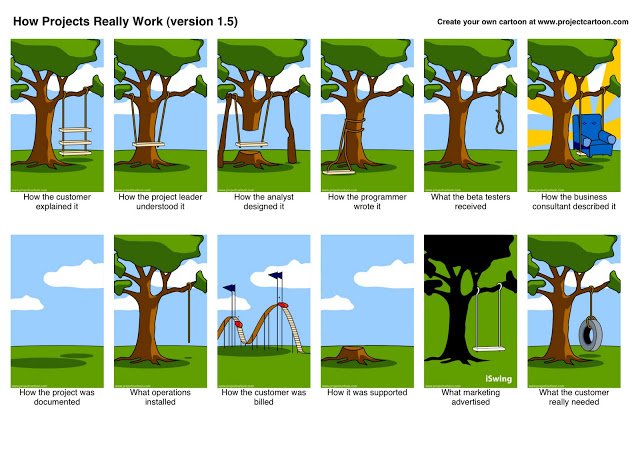 How Projects Really Work (version 1.5)
Create your own cartoon at www.projectcartoon.com
How the customer
explained it
How the project leader
understood it
How the analyst
designed it
How the programmer
wrote it
What the beta testers
received
How the business
consultant described it
How the project was
documented
What operations
installed
How the customer was
billed
How it was supported
iSwing
What marketing
advertised
What the customer
really needed